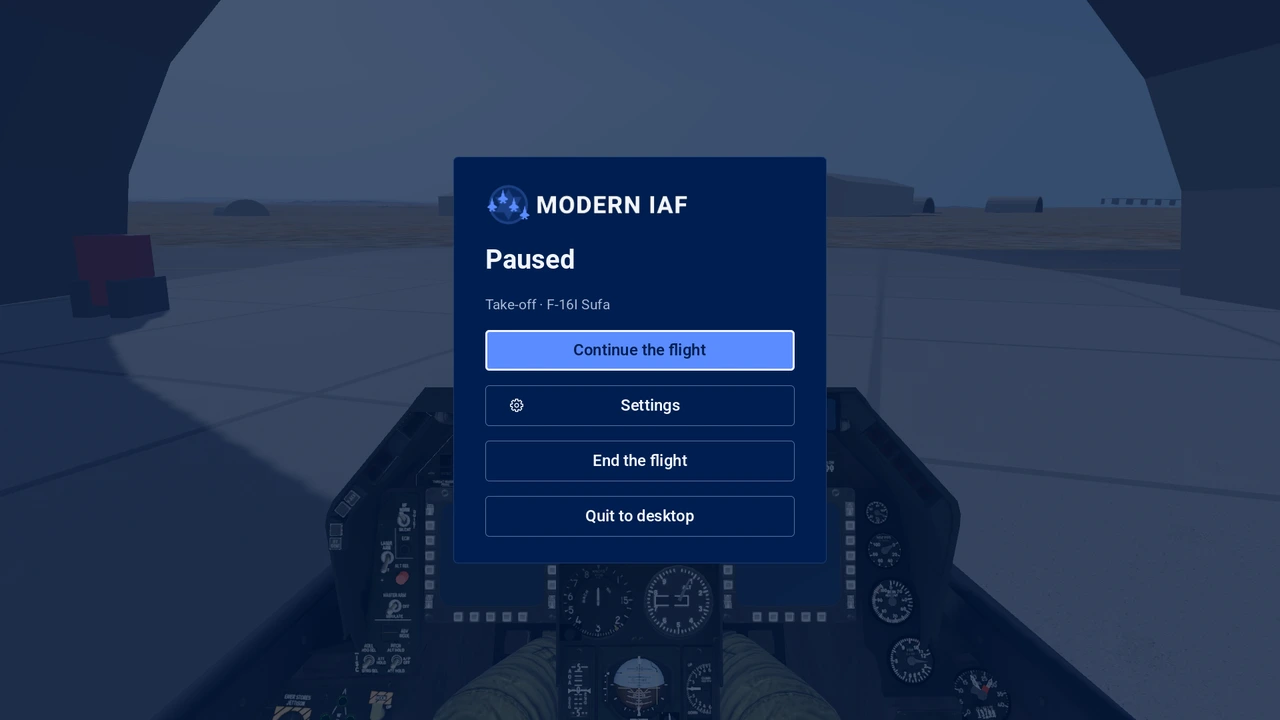 MODERN IAF
Paused
Take-off · F-16I Sufa
Continue the flight
Settings
End the flight
Quit to desktop